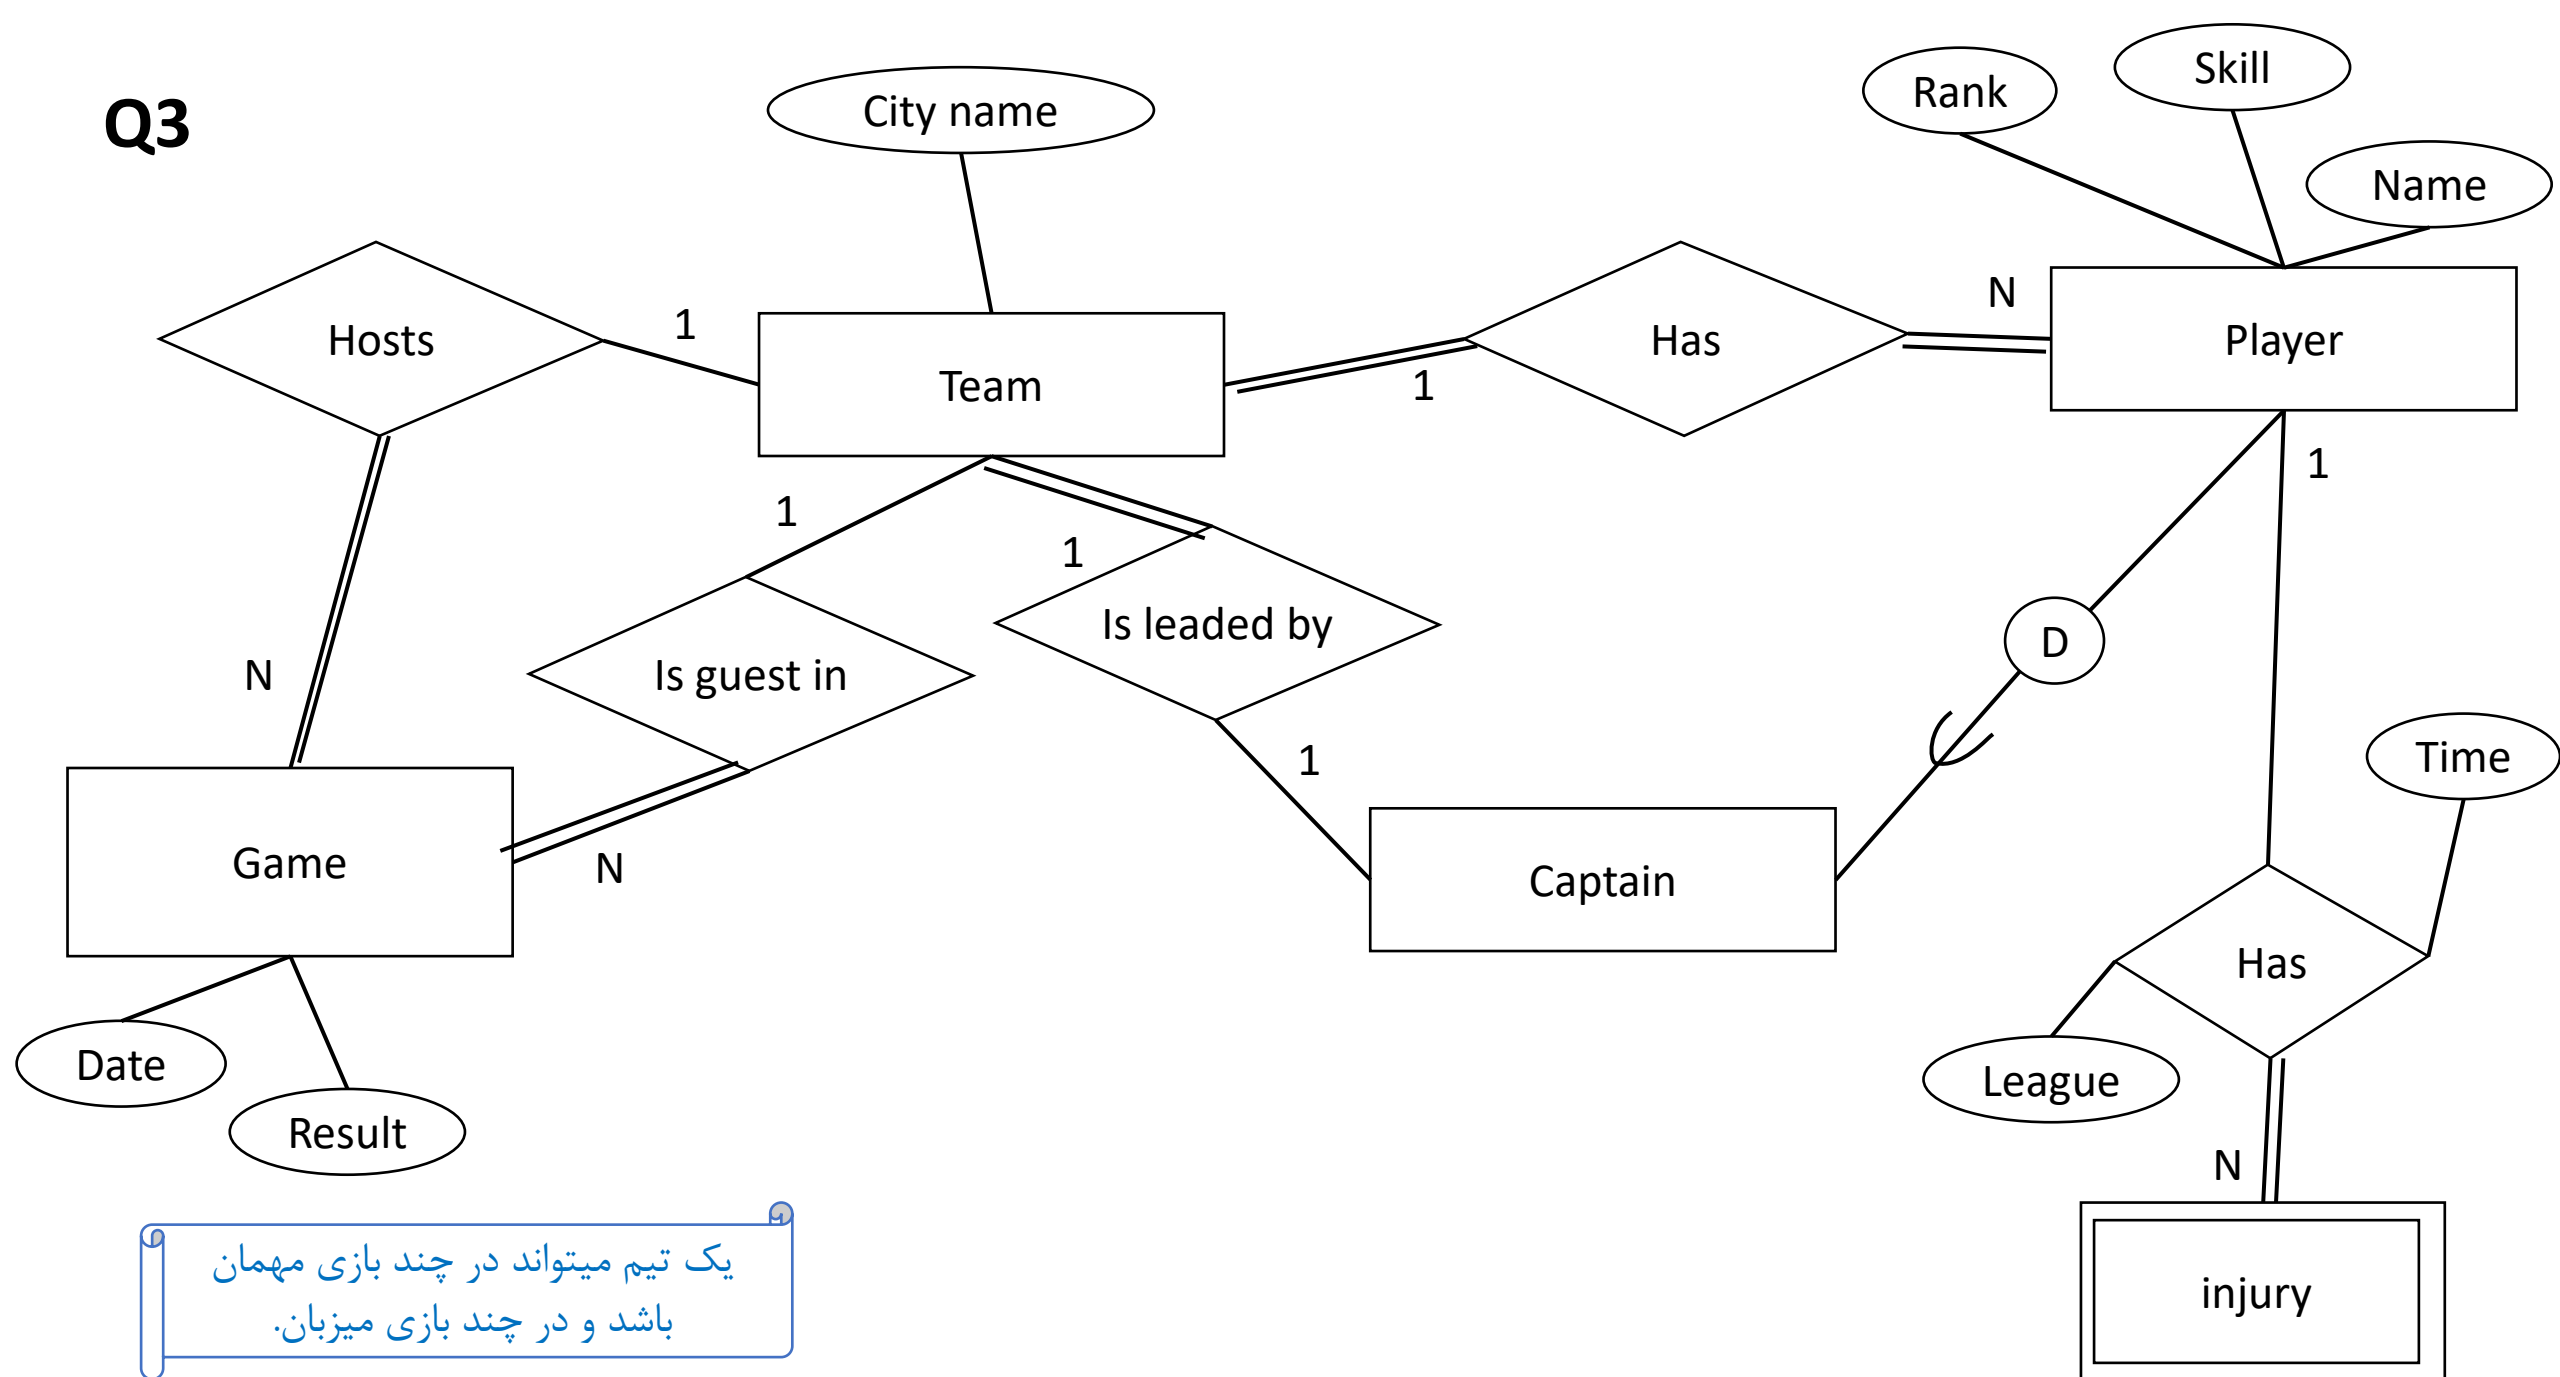 Q3
City name
Rank
Skill
Name
Hosts
1
Team
1
Has
N
Player
1
1
1
N
Is guest in
Is leaded by
D
1
Time
Game
N
Captain
Has
Date
League
Result
N
injury
یک تیم میتواند در چند بازی مهمان
باشد و در چند بازی میزبان.